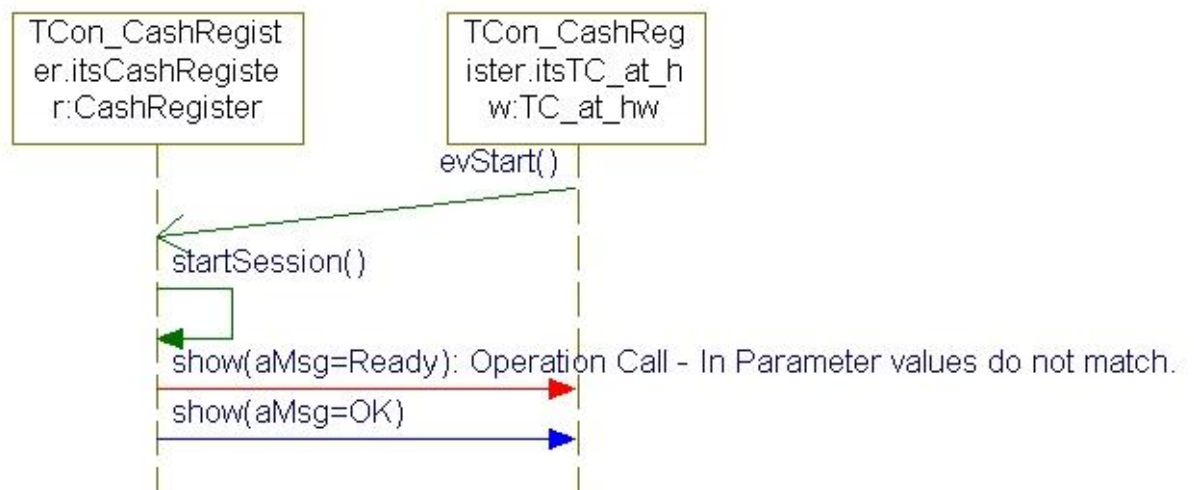 TCon_CashRegist
er.itsCashRegiste
r:CashRegister
TCon_CashReg
ister.itsTC_at_h
w:TC_at_hw
evStart()
startSession()
show(aMsg=Ready): Operation Call - In Parameter values do not match.
show(aMsg=OK)